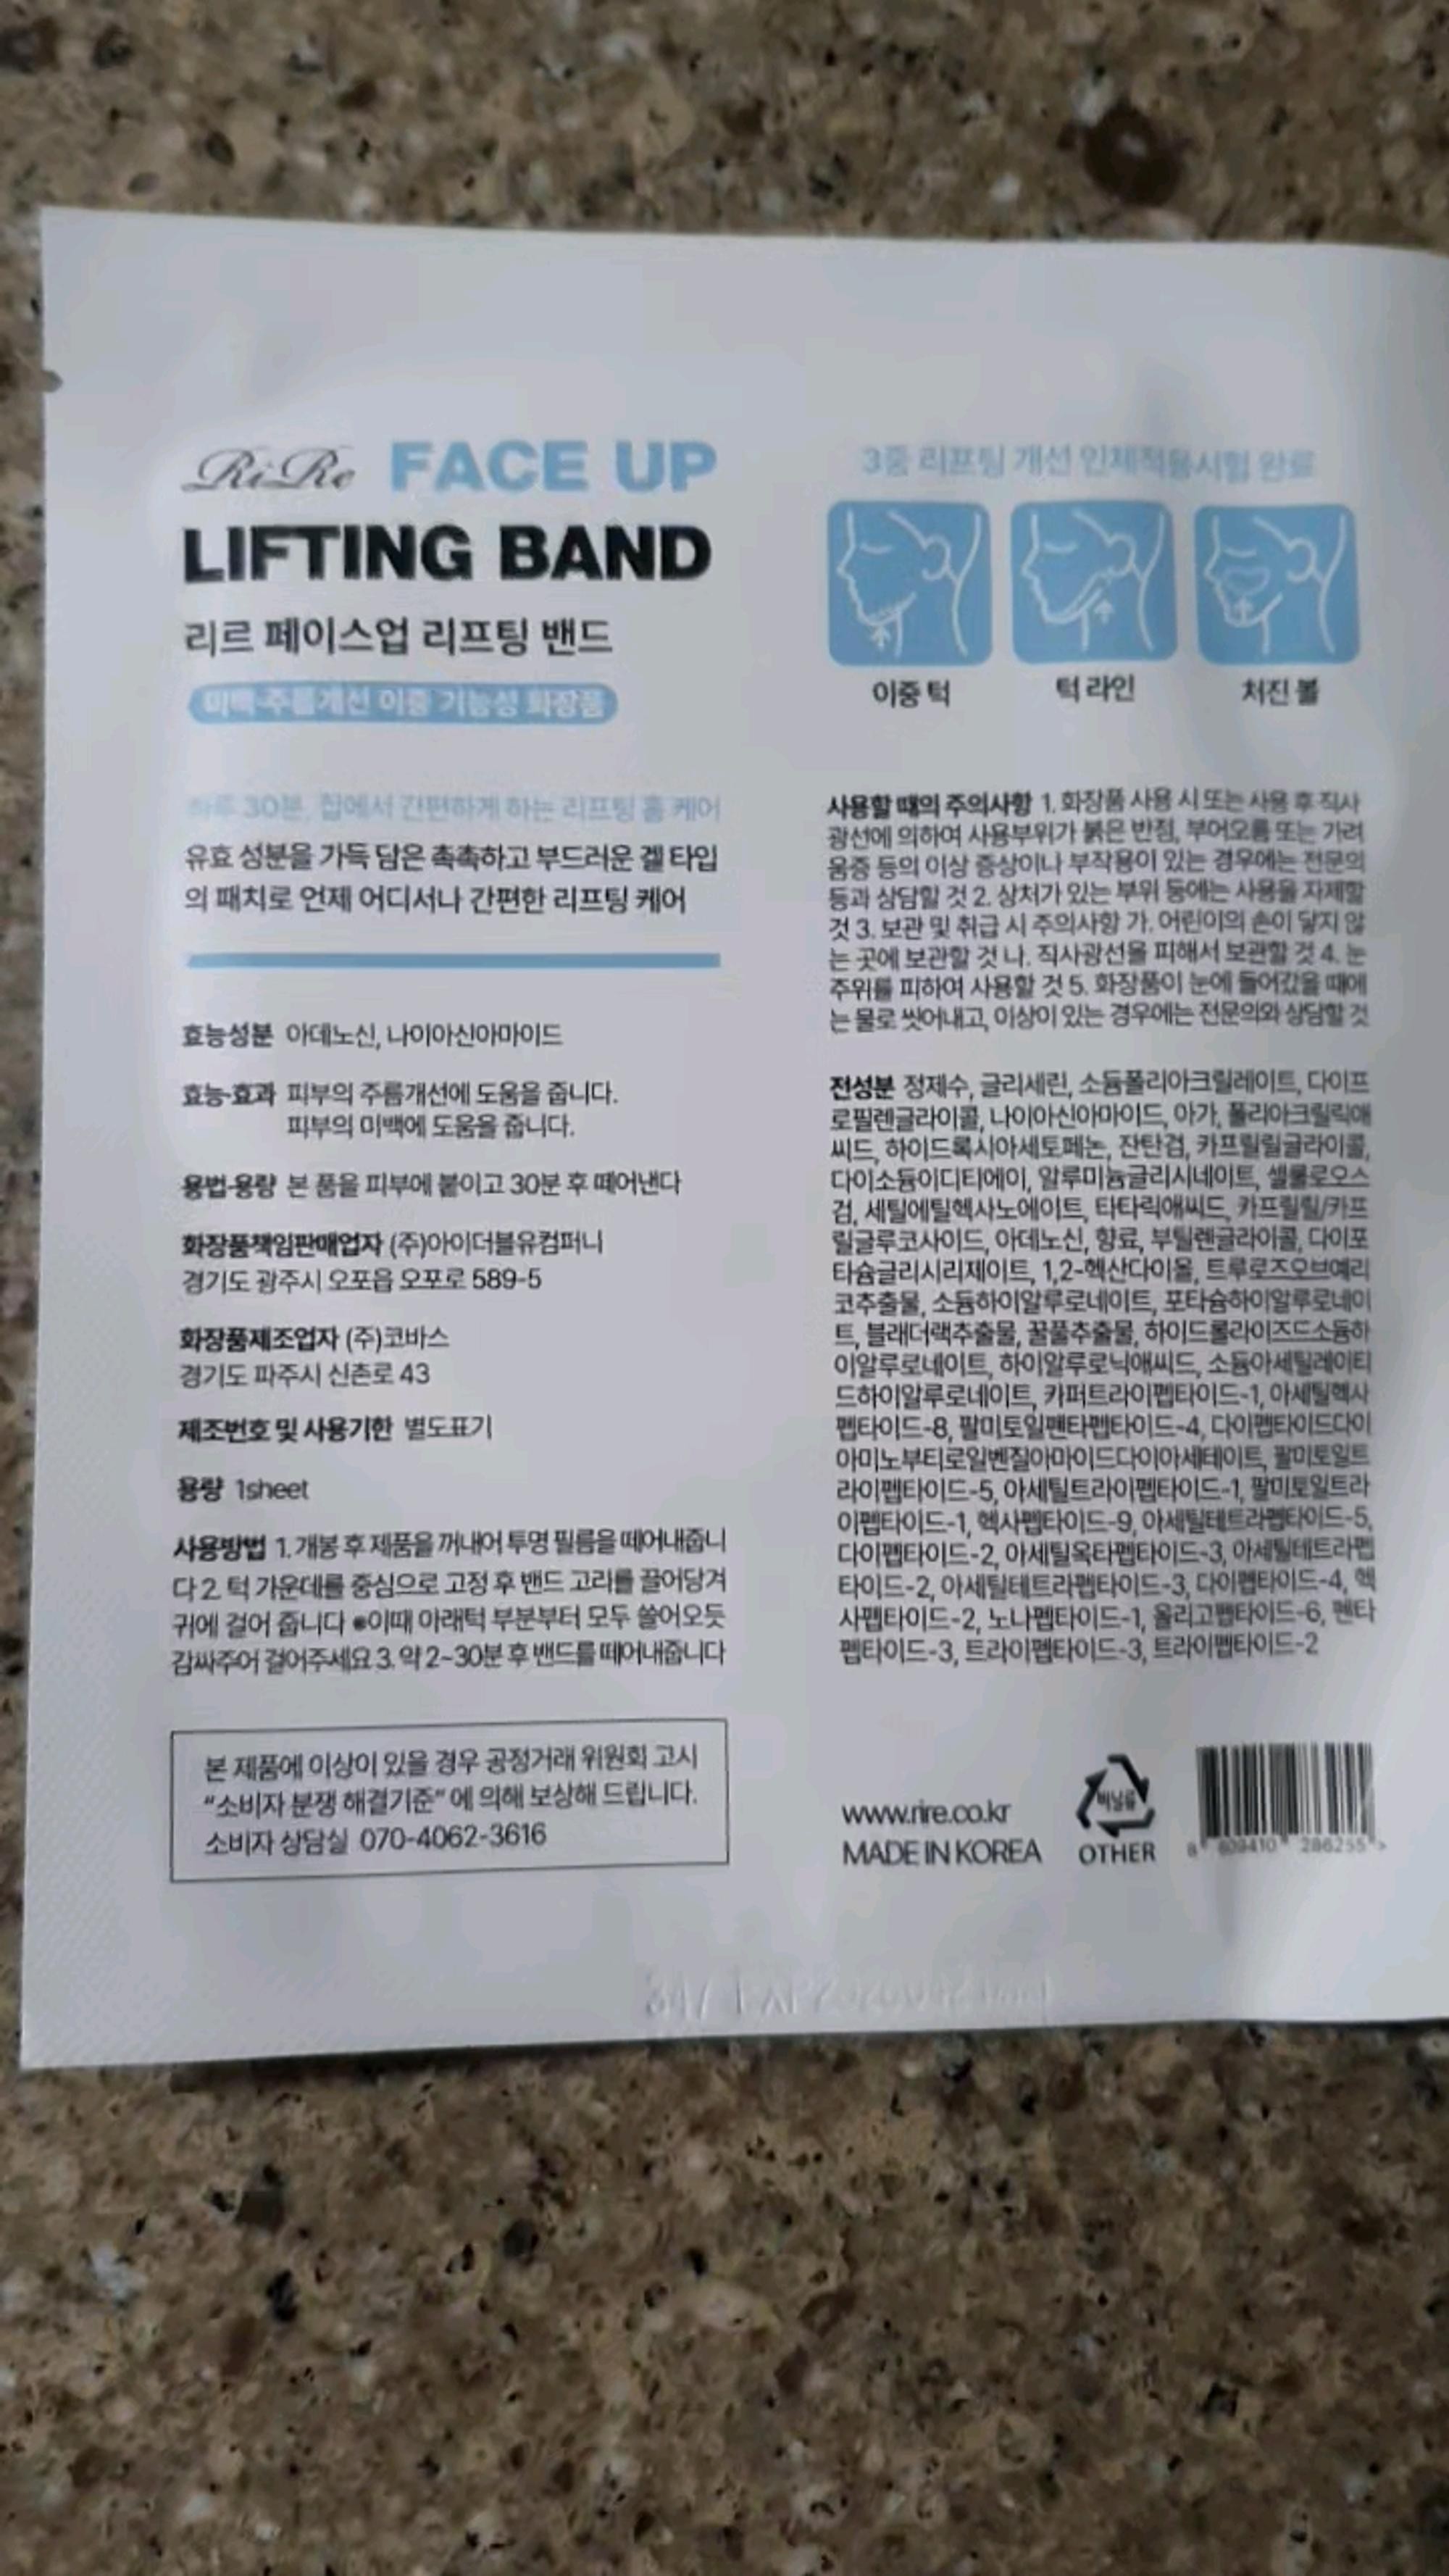 RiRe FACE UP
LIFTING BAND
리르 페이스업 리프팅 밴드
미백·주름개선 이중 기능성 화장품
하루 30분, 집에서 간편하게 하는 리프팅 홈 케어
유효 성분을 가득 담은 촉촉하고 부드러운 겔 타입
의 패치로 언제 어디서나 간편한 리프팅 케어
효능성분 아데노신, 나이아신아마이드
효능·효과 피부의 주름개선에 도움을 줍니다.
피부의 미백에 도움을 줍니다.
용법·용량 본 품을 피부에 붙이고 30분 후 떼어낸다
화장품책임판매업자 (주)아이더블유컴퍼니
경기도 광주시 오포읍 오포로 589-5
화장품제조업자 (주)코바스
경기도 파주시 신촌로 43
제조번호 및 사용기한 별도표기
용량 1sheet
사용방법 1. 개봉 후 제품을 꺼내어 투명 필름을 떼어내줍니
다 2. 턱 가운데를 중심으로 고정 후 밴드 고리를 끌어당겨
귀에 걸어 줍니다 ※이때 아래턱 부분부터 모두 쓸어오듯
감싸주어 걸어주세요 3. 약 2~30분 후 밴드를 떼어내줍니다
본 제품에 이상이 있을 경우 공정거래 위원회 고시
“소비자 분쟁 해결기준” 에 의해 보상해 드립니다.
소비자 상담실 070-4062-3616
3중 리프팅 개선 인체적용시험 완료
이중 턱 턱 라인 처진 볼
사용할 때의 주의사항 1. 화장품 사용 시 또는 사용 후 직사
광선에 의하여 사용부위가 붉은 반점, 부어오름 또는 가려
움증 등의 이상 증상이나 부작용이 있는 경우에는 전문의
등과 상담할 것 2. 상처가 있는 부위 등에는 사용을 자제할
것 3. 보관 및 취급 시 주의사항 가. 어린이의 손이 닿지 않
는 곳에 보관할 것 나. 직사광선을 피해서 보관할 것 4. 눈
주위를 피하여 사용할 것 5. 화장품이 눈에 들어갔을 때에
는 물로 씻어내고, 이상이 있는 경우에는 전문의와 상담할 것
전성분 정제수, 글리세린, 소듐폴리아크릴레이트, 다이프
로필렌글라이콜, 나이아신아마이드, 아가, 폴리아크릴릭애
씨드, 하이드록시아세토페논, 잔탄검, 카프릴릴글라이콜,
다이소듐이디티에이, 알루미늄글리시네이트, 셀룰로오스
검, 세틸에틸헥사노에이트, 타타릭애씨드, 카프릴릴/카프
릴글루코사이드, 아데노신, 향료, 부틸렌글라이콜, 다이포
타슘글리시리제이트, 1,2-헥산다이올, 트루로즈오브예리
코추출물, 소듐하이알루로네이트, 포타슘하이알루로네이
트, 블래더랙추출물, 꿀풀추출물, 하이드롤라이즈드소듐하
이알루로네이트, 하이알루로닉애씨드, 소듐아세틸레이티
드하이알루로네이트, 카퍼트라이펩타이드-1, 아세틸헥사
펩타이드-8, 팔미토일펜타펩타이드-4, 다이펩타이드다이
아미노부티로일벤질아마이드다이아세테이트, 팔미토일트
라이펩타이드-5, 아세틸트라이펩타이드-1, 팔미토일트라
이펩타이드-1, 헥사펩타이드-9, 아세틸테트라펩타이드-5,
다이펩타이드-2, 아세틸옥타펩타이드-3, 아세틸테트라펩
타이드-2, 아세틸테트라펩타이드-3, 다이펩타이드-4, 헥
사펩타이드-2, 노나펩타이드-1, 올리고펩타이드-6, 펜타
펩타이드-3, 트라이펩타이드-3, 트라이펩타이드-2
www.rire.co.kr
MADE IN KOREA
비닐류
OTHER
8 809410 286255 >